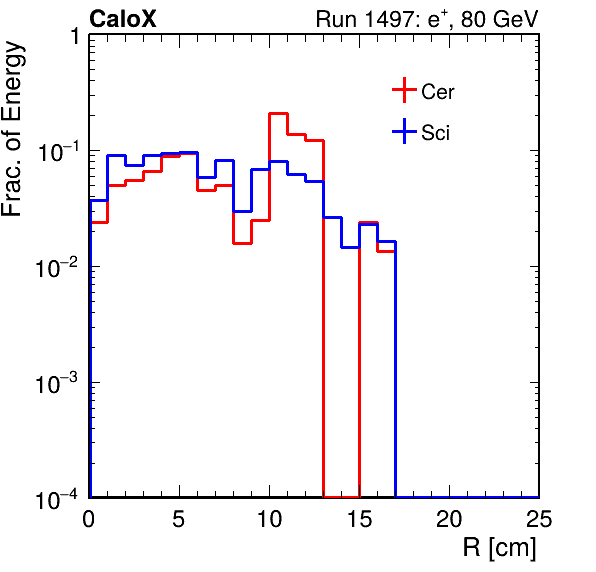 CaloX Run 1497: e⁺, 80 GeV
Frac. of Energy
1
10⁻¹
10⁻²
10⁻³
10⁻⁴
Cer
Sci
0 5 10 15 20 25
R [cm]